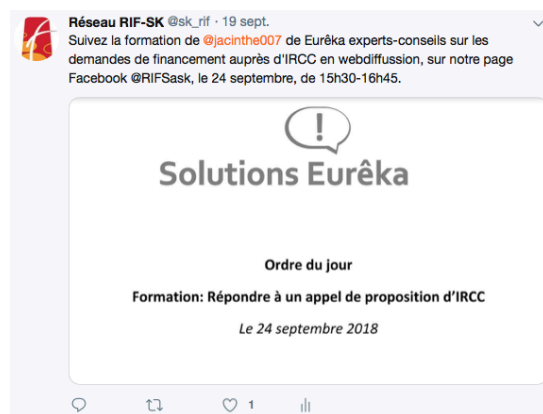 Réseau RIF-SK @sk_rif · 19 sept.
Suivez la formation de @jacinthe007 de Eurêka experts-conseils sur les
demandes de financement auprès d'IRCC en webdiffussion, sur notre page
Facebook @RIFSask, le 24 septembre, de 15h30-16h45.
!
Solutions Eurêka
Ordre du jour
Formation: Répondre à un appel de proposition d'IRCC
Le 24 septembre 2018
1